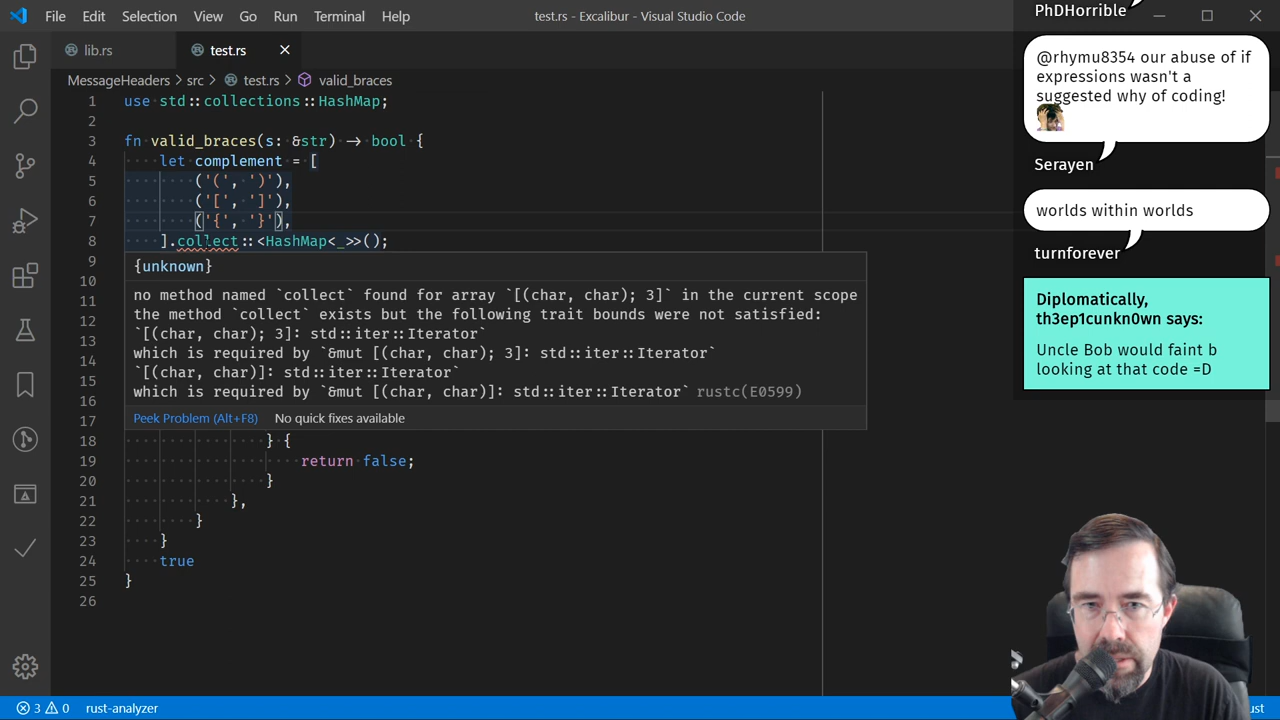 File Edit Selection View Go Run Terminal Help
test.rs - Excalibur - Visual Studio Code
lib.rs
test.rs
MessageHeaders › src › test.rs › valid_braces
1 use std::collections::HashMap;
2
3 fn valid_braces(s: &str) → bool {
4 let complement = [
5 ('(', ')'),
6 ('[', ']'),
7 ('{', '}'),
8 ].collect::<HashMap<_>>();
9
{unknown}
10
no method named `collect` found for array `[(char, char); 3]` in the current scope
11
the method `collect` exists but the following trait bounds were not satisfied:
12
`[(char, char); 3]: std::iter::Iterator`
13
which is required by `&mut [(char, char); 3]: std::iter::Iterator`
14
`[(char, char)]: std::iter::Iterator`
15
which is required by `&mut [(char, char)]: std::iter::Iterator` rustc(E0599)
16
Peek Problem (Alt+F8) No quick fixes available
17
18 } {
19 return false;
20 }
21 },
22 }
23 }
24 true
25 }
26
PhDHorrible
@rhymu8354 our abuse of if
expressions wasn't a
suggested why of coding!
Serayen
worlds within worlds
turnforever
Diplomatically,
th3ep1cunkn0wn says:
Uncle Bob would faint b
looking at that code =D
3 0 rust-analyzer